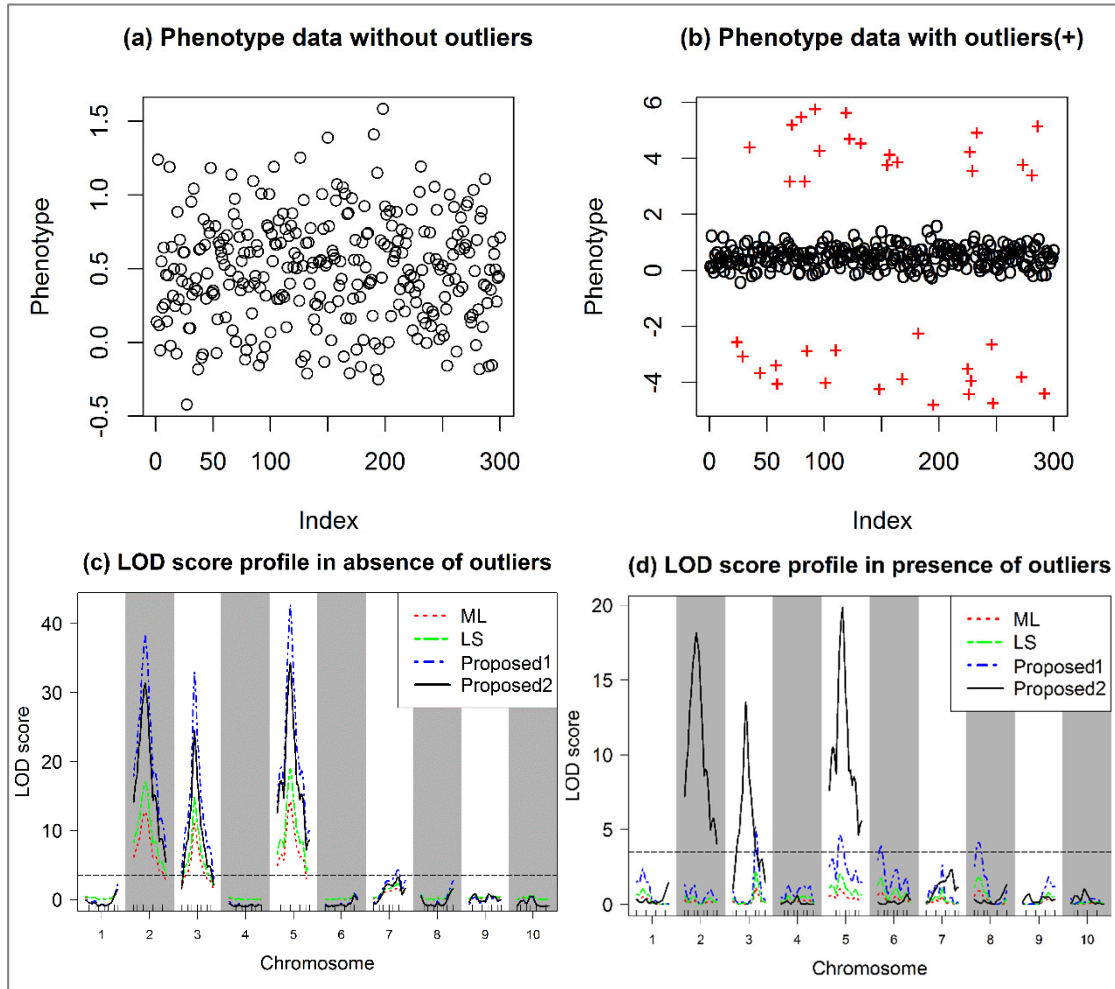 (a) Phenotype data without outliers
Phenotype
1.5
1.0
0.5
0.0
-0.5
0 50 100 200 300
Index
(b) Phenotype data with outliers(+)
Phenotype
6
4
2
0
-2
-4
0 50 100 200 300
Index
(c) LOD score profile in absence of outliers
LOD score
40
30
20
10
0
ML
LS
Proposed1
Proposed2
1 2 3 4 5 6 7 8 9 10
Chromosome
(d) LOD score profile in presence of outliers
LOD score
20
15
10
5
0
ML
LS
Proposed1
Proposed2
1 2 3 4 5 6 7 8 9 10
Chromosome